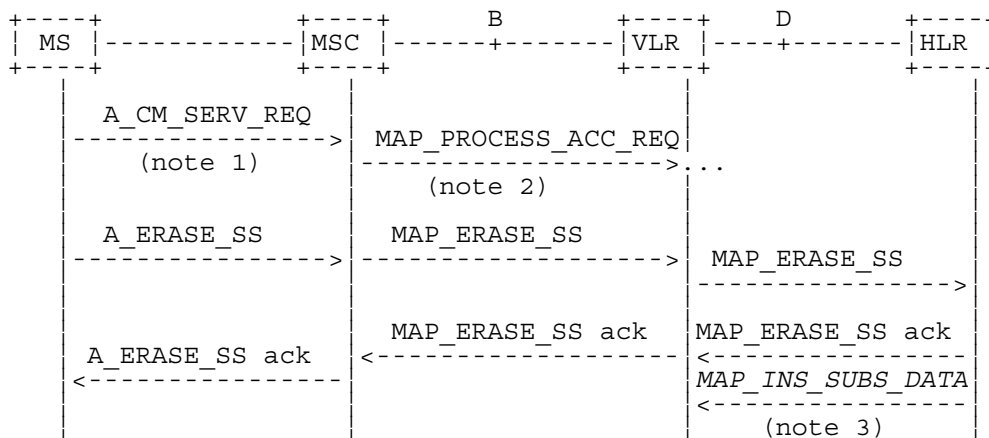 B D
MS MSC VLR HLR
A_CM_SERV_REQ
MAP_PROCESS_ACC_REQ
(note 1) ...
(note 2)
A_ERASE_SS MAP_ERASE_SS
MAP_ERASE_SS
MAP_ERASE_SS ack MAP_ERASE_SS ack
A_ERASE_SS ack
MAP_INS_SUBS_DATA
(note 3)